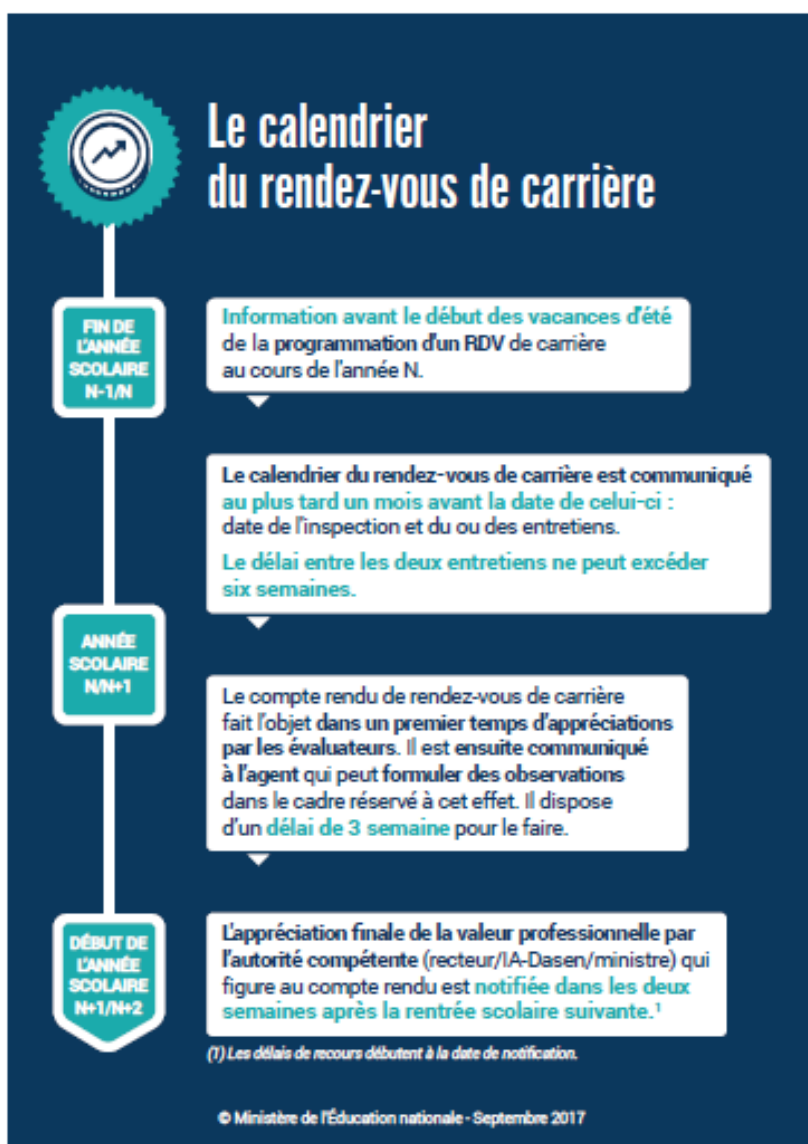 Le calendrier
du rendez-vous de carrière
FIN DE
L'ANNÉE
SCOLAIRE
N-1/N
Information avant le début des vacances d'été
de la programmation d'un RDV de carrière
au cours de l'année N.
Le calendrier du rendez-vous de carrière est communiqué
au plus tard un mois avant la date de celui-ci :
date de l'inspection et du ou des entretiens.
Le délai entre les deux entretiens ne peut excéder
six semaines.
ANNÉE
SCOLAIRE
N/N+1
Le compte rendu de rendez-vous de carrière
fait l'objet dans un premier temps d'appréciations
par les évaluateurs. Il est ensuite communiqué
à l'agent qui peut formuler des observations
dans le cadre réservé à cet effet. Il dispose
d'un délai de 3 semaine pour le faire.
DÉBUT DE
L'ANNÉE
SCOLAIRE
N+1/N+2
L'appréciation finale de la valeur professionnelle par
l'autorité compétente (recteur/IA-Dasen/ministre) qui
figure au compte rendu est notifiée dans les deux
semaines après la rentrée scolaire suivante.¹
(1) Les délais de recours débutent à la date de notification.
© Ministère de l'Éducation nationale - Septembre 2017